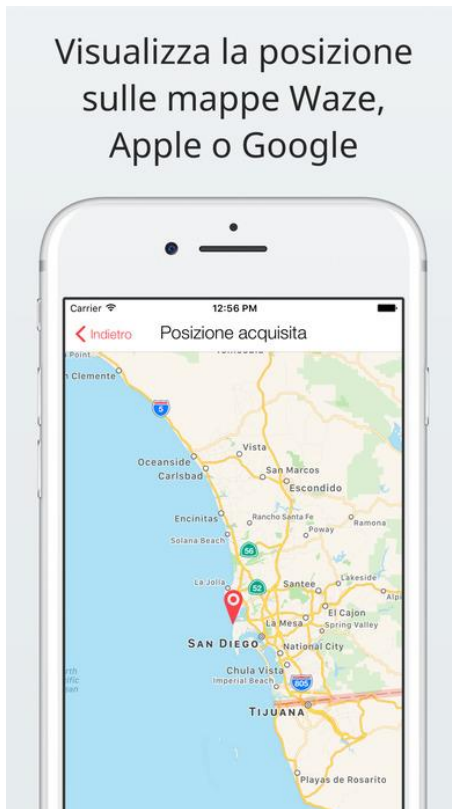 Visualizza la posizione
sulle mappe Waze,
Apple o Google
Carrier 12:56 PM
Indietro Posizione acquisita
Point
Clemente
5
Vista
Oceanside
San Marcos
Carlsbad
Escondido
Encinitas
Rancho Santa Fe
Ramona
Poway
Solana Beach
56
La Jolla
52
Santee
Lakeside
El Cajon
La Mesa
Spring Valley
SAN DIEGO
National City
Chula Vista
Imperial Beach
805
TIJUANA
Playas de Rosarito